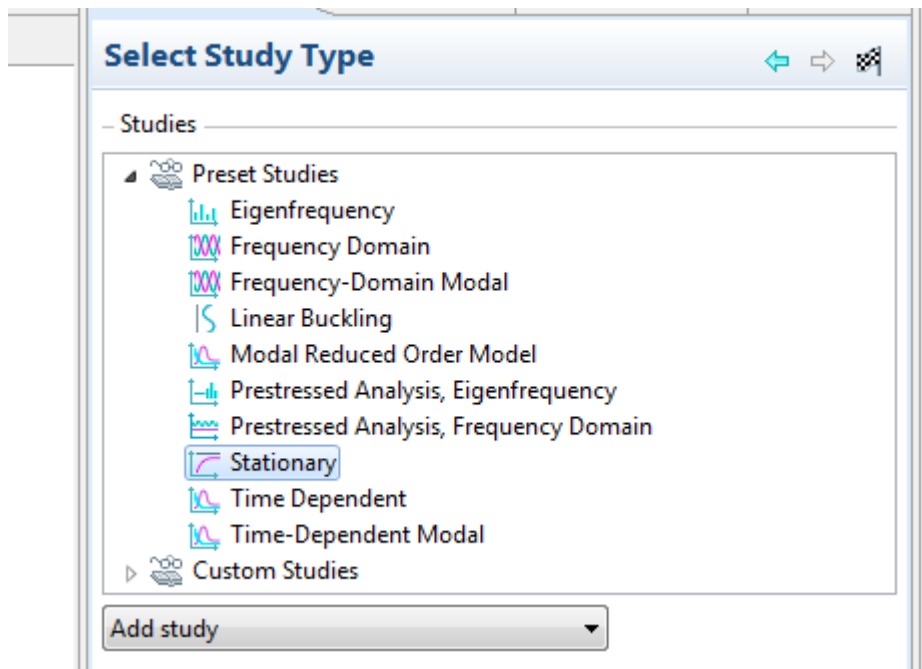 Select Study Type
Studies
Preset Studies
Eigenfrequency
Frequency Domain
Frequency-Domain Modal
Linear Buckling
Modal Reduced Order Model
Prestressed Analysis, Eigenfrequency
Prestressed Analysis, Frequency Domain
Stationary
Time Dependent
Time-Dependent Modal
Custom Studies
Add study